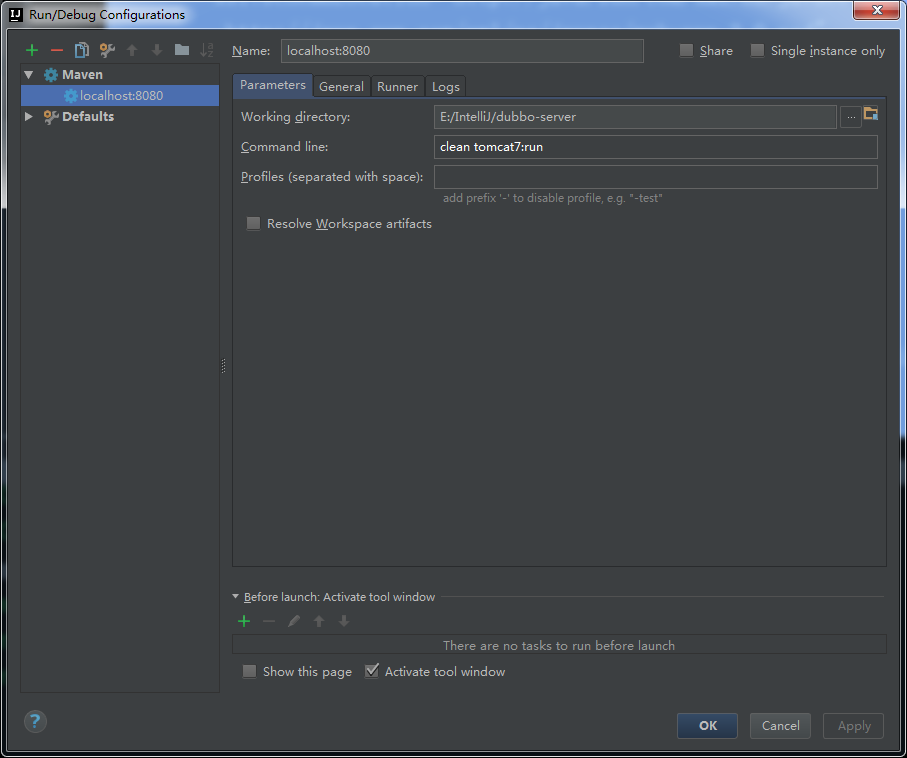 IJ Run/Debug Configurations
Name: localhost:8080 Share Single instance only
Maven
localhost:8080
Defaults
Parameters General Runner Logs
Working directory: E:/IntelliJ/dubbo-server ...
Command line: clean tomcat7:run
Profiles (separated with space):
add prefix '-' to disable profile, e.g. "-test"
Resolve Workspace artifacts
Before launch: Activate tool window
There are no tasks to run before launch
Show this page Activate tool window
? OK Cancel Apply